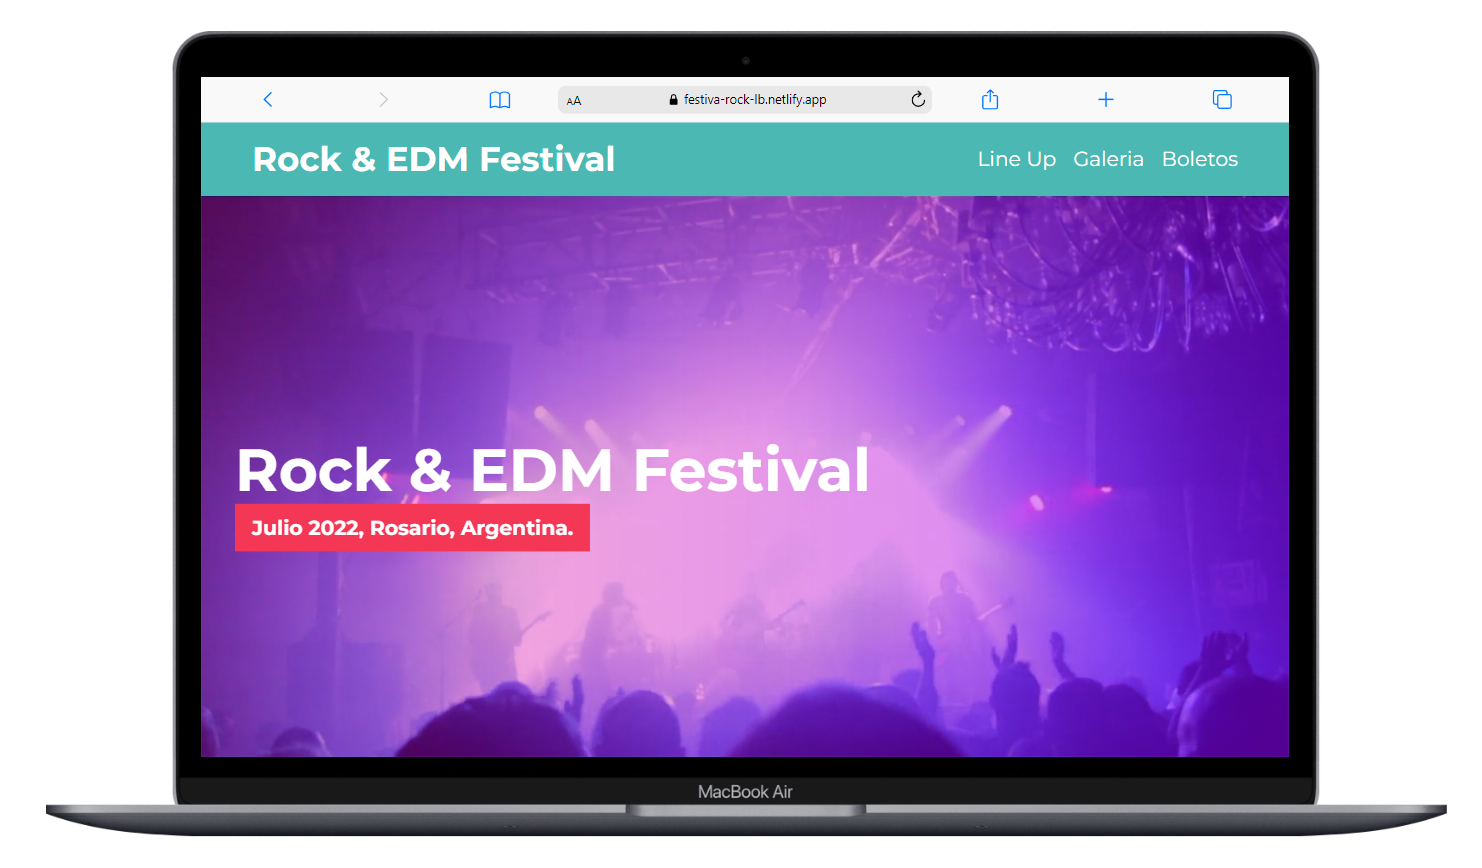 AA festiva-rock-lb.netlify.app
Rock & EDM Festival Line Up Galeria Boletos
Rock & EDM Festival
Julio 2022, Rosario, Argentina.
MacBook Air